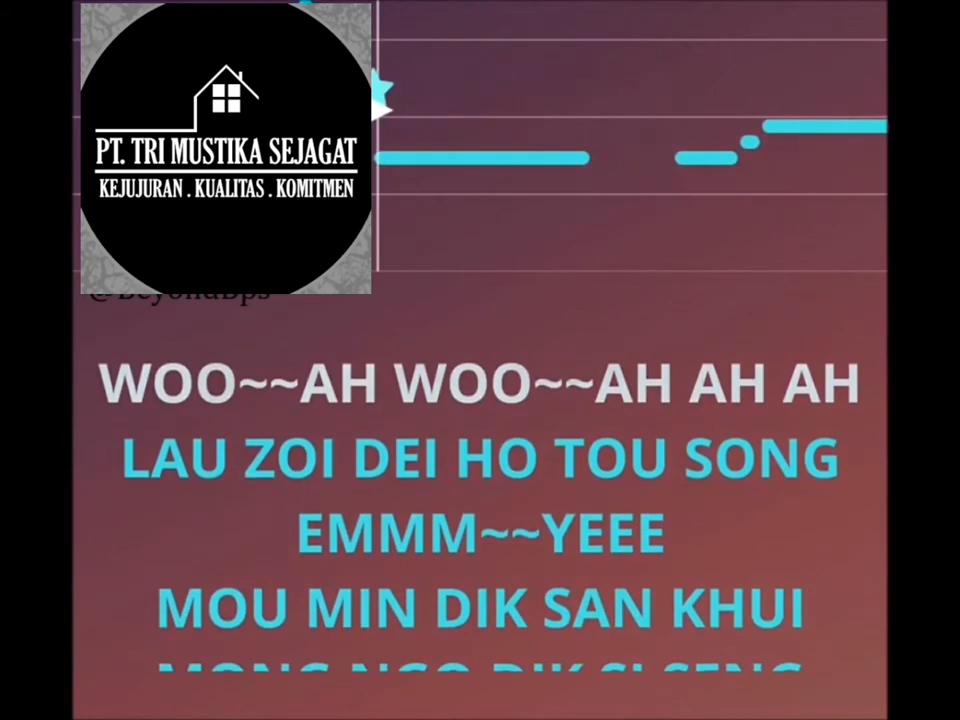 PT. TRI MUSTIKA SEJAGAT
KEJUJURAN . KUALITAS . KOMITMEN
WOO~~AH WOO~~AH AH AH
LAU ZOI DEI HO TOU SONG
EMMM~~YEEE
MOU MIN DIK SAN KHUI